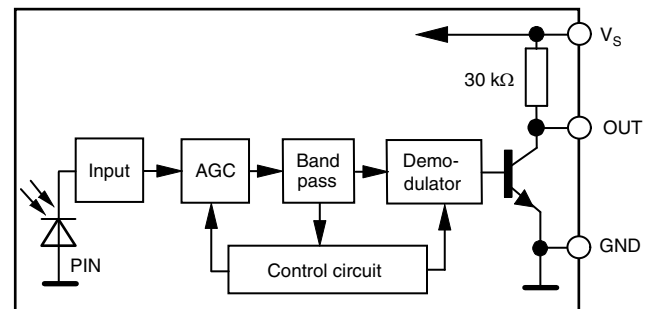 V_S
30 kΩ
OUT
Input
AGC
Band
pass
Demo-
dulator
GND
PIN
Control circuit